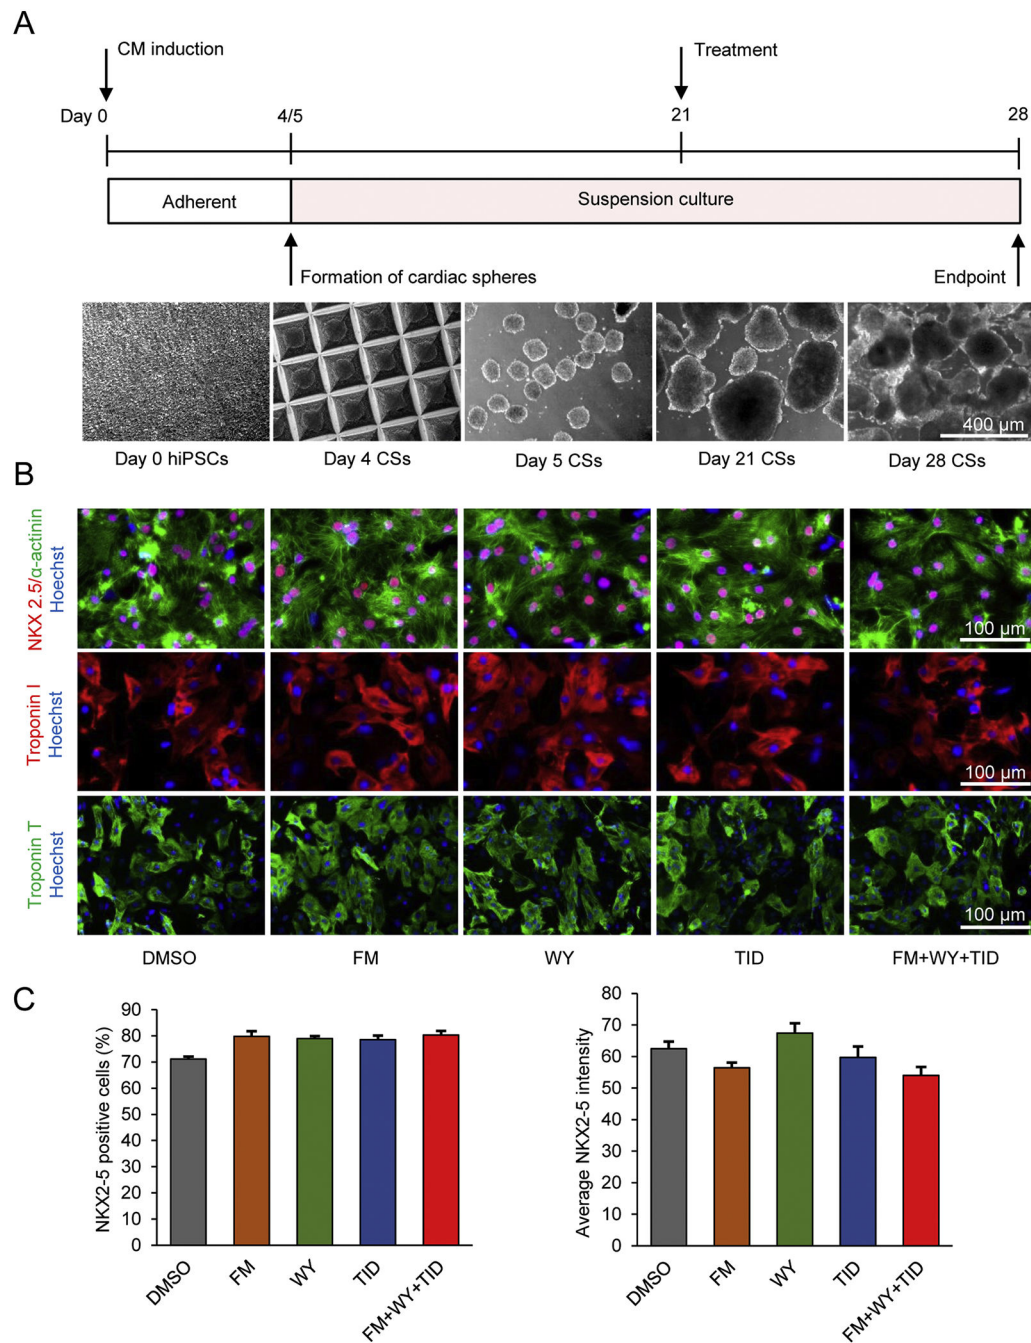 A
CM induction
Treatment
Day 0
4/5
21
28
Adherent
Suspension culture
Formation of cardiac spheres
Endpoint
400 µm
Day 0 hiPSCs
Day 4 CSs
Day 5 CSs
Day 21 CSs
Day 28 CSs
B
NKX 2.5/α-actinin
Hoechst
100 µm
Troponin I
Hoechst
100 µm
Troponin T
Hoechst
100 µm
DMSO
FM
WY
TID
FM+WY+TID
C
NKX2-5 positive cells (%)
90
80
70
60
50
40
30
20
10
0
DMSO
FM
WY
TID
FM+WY+TID
Average NKX2-5 intensity
80
70
60
50
40
30
20
10
0
DMSO
FM
WY
TID
FM+WY+TID